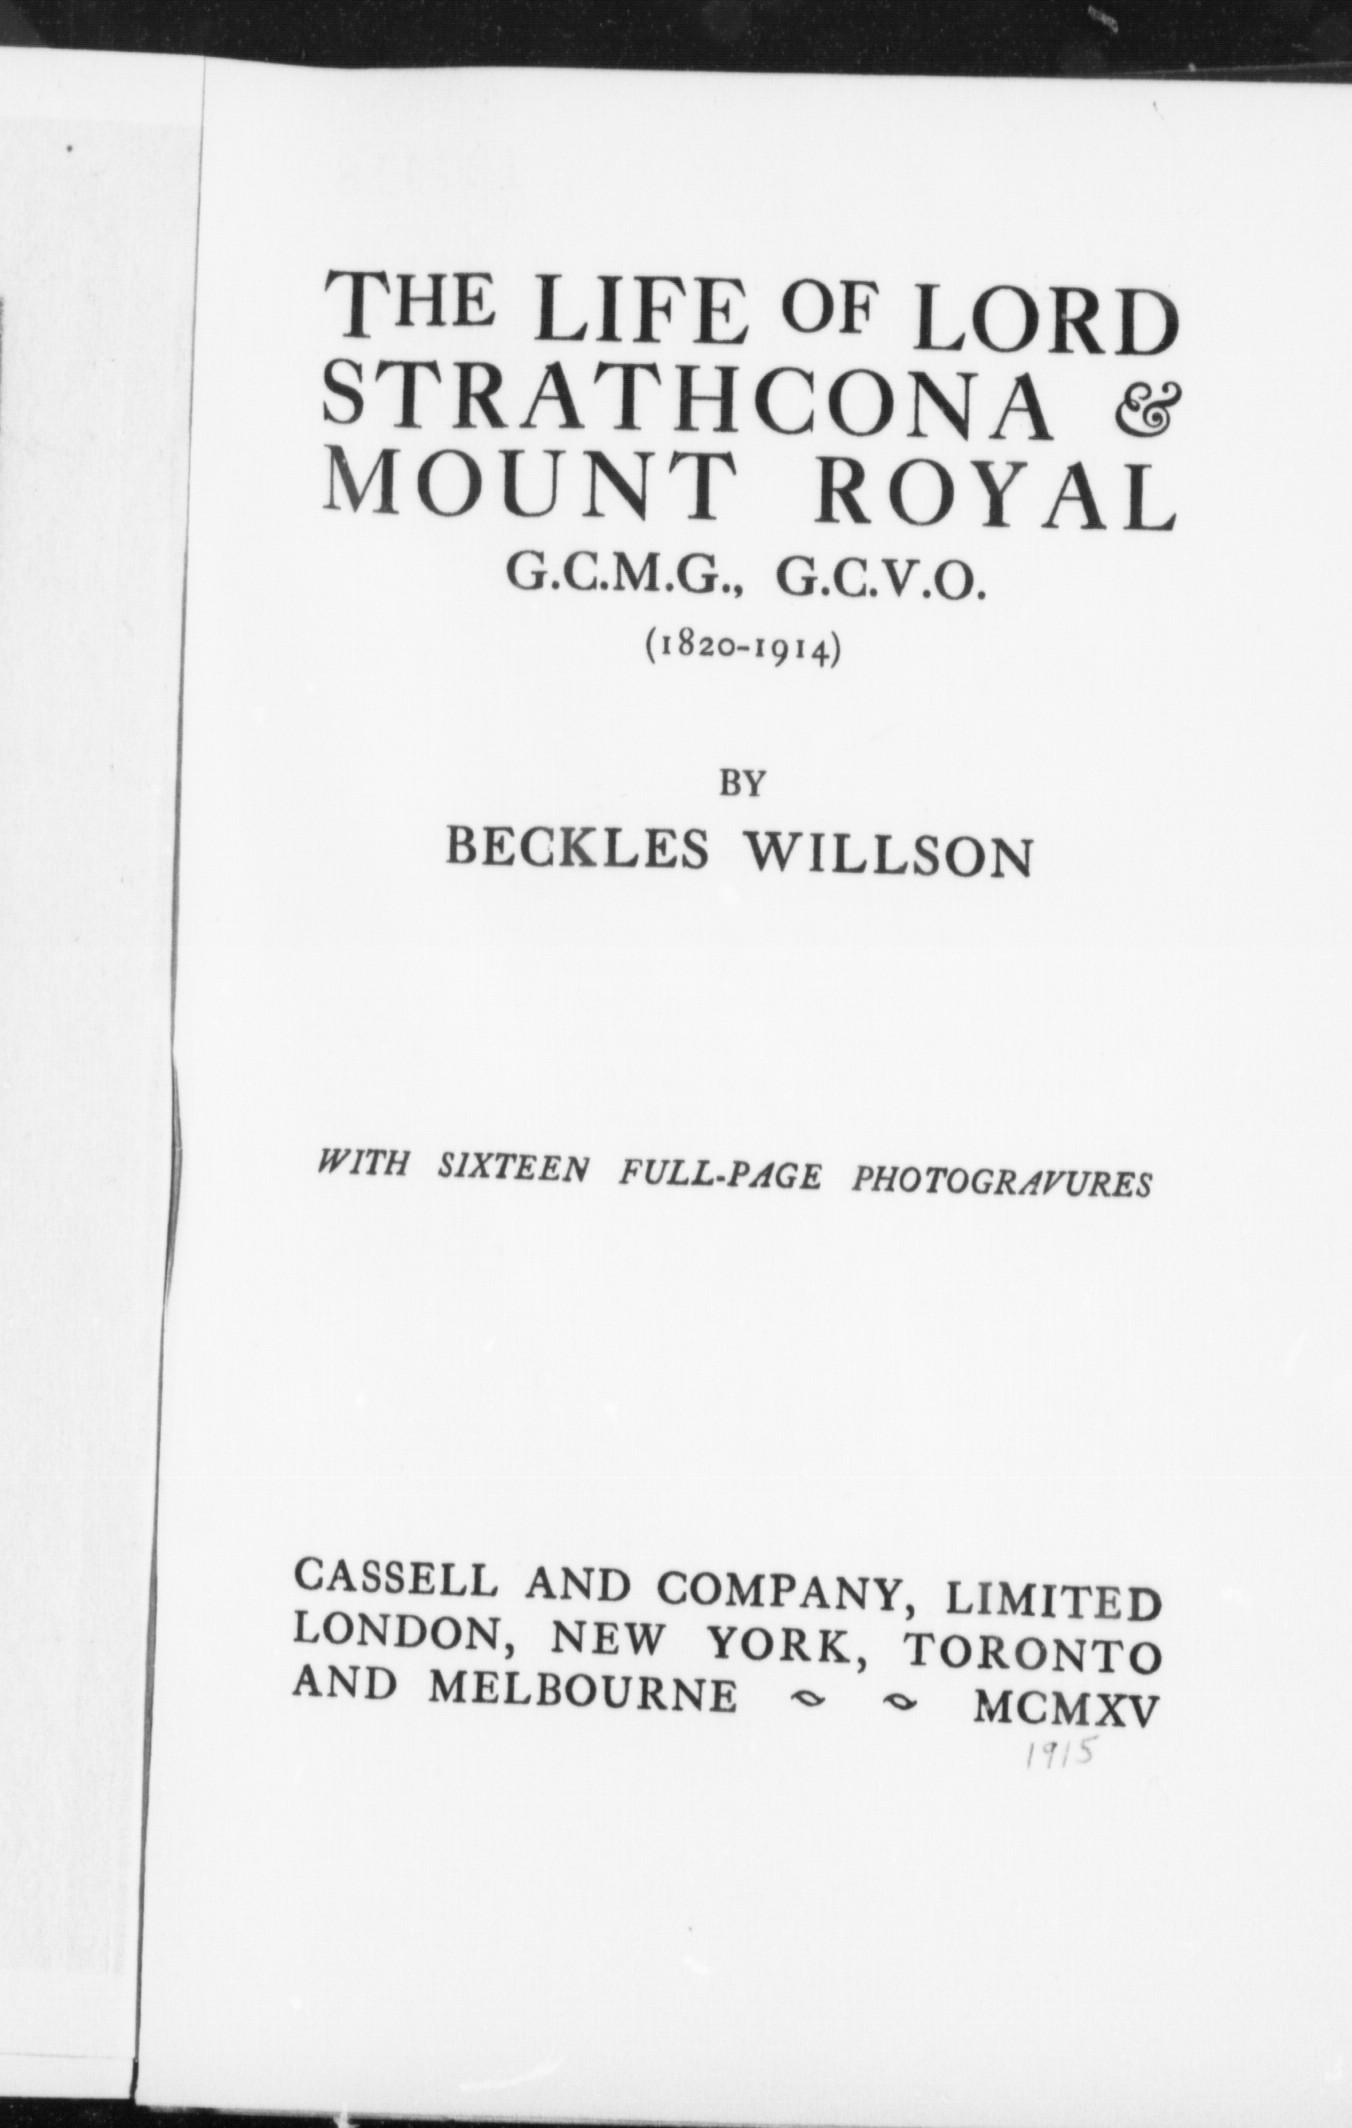 THE LIFE OF LORD
STRATHCONA &
MOUNT ROYAL
G.C.M.G., G.C.V.O.
(1820-1914)
BY
BECKLES WILLSON
WITH SIXTEEN FULL-PAGE PHOTOGRAVURES
CASSELL AND COMPANY, LIMITED
LONDON, NEW YORK, TORONTO
AND MELBOURNE MCMXV
1915